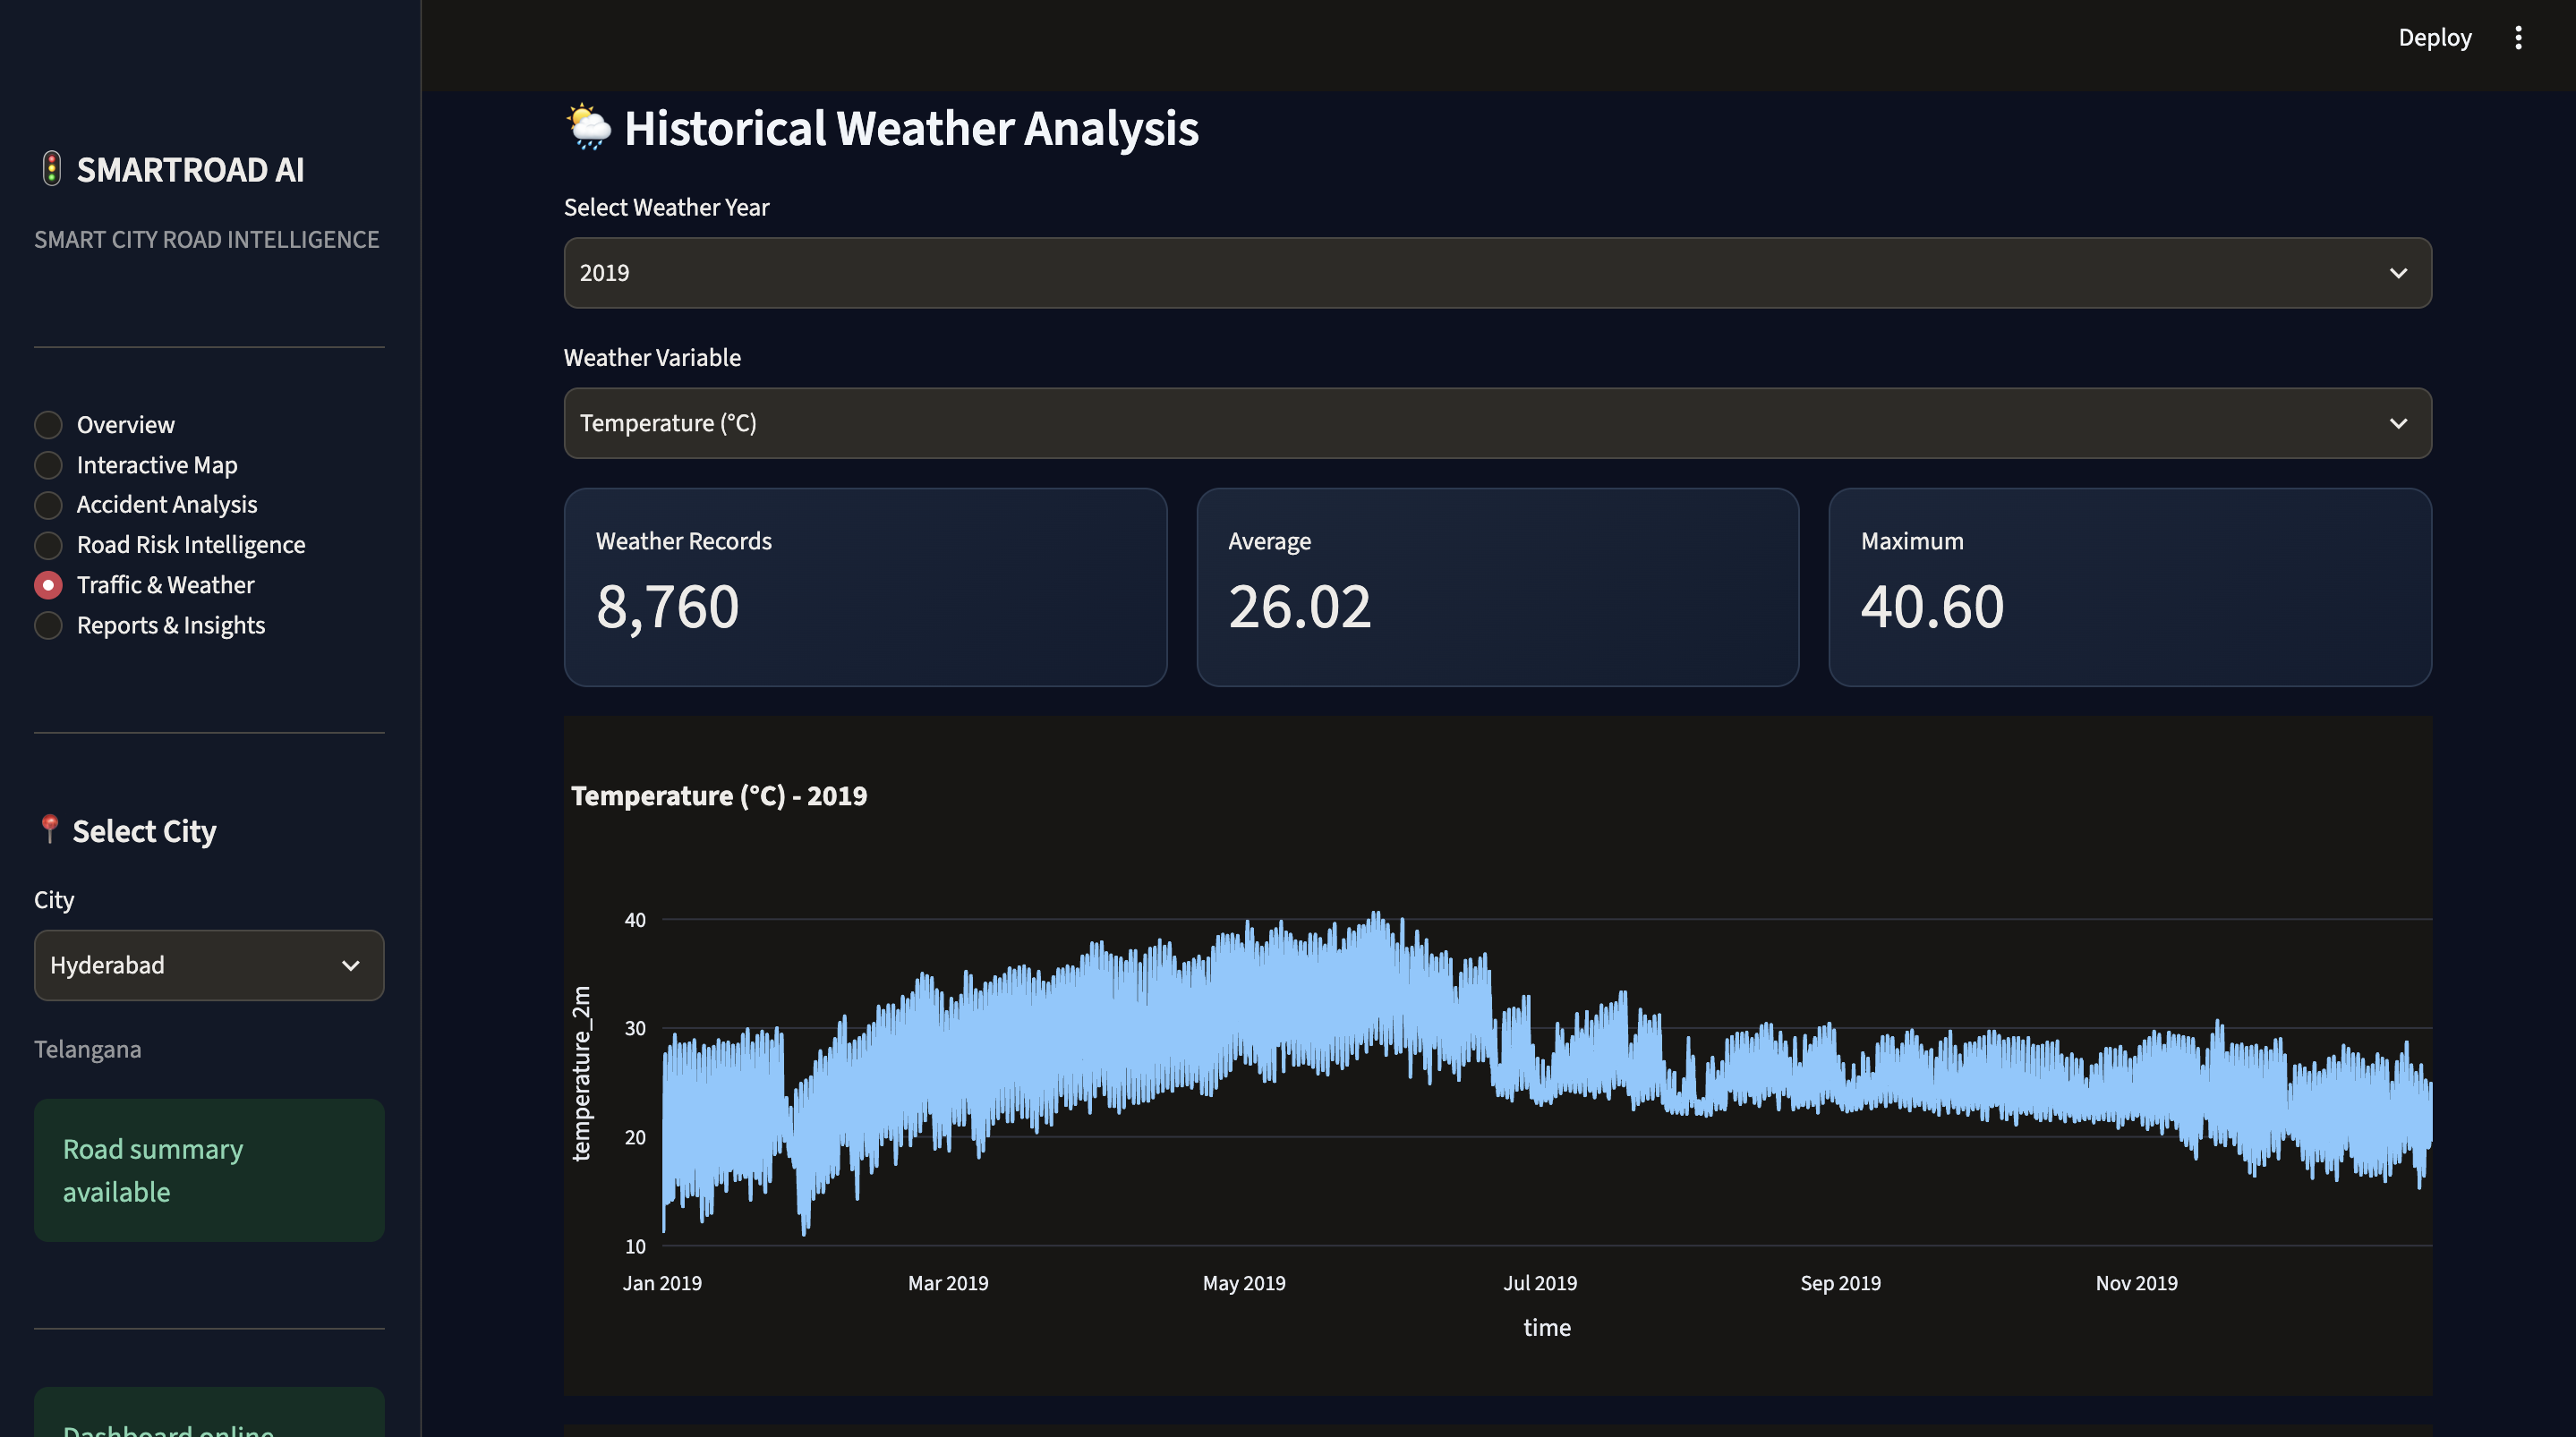 Deploy
SMARTROAD AI
SMART CITY ROAD INTELLIGENCE
Overview
Interactive Map
Accident Analysis
Road Risk Intelligence
Traffic & Weather
Reports & Insights
Select City
City
Hyderabad
Telangana
Road summary
available
Dashboard online
Historical Weather Analysis
Select Weather Year
2019
Weather Variable
Temperature (°C)
Weather Records
8,760
Average
26.02
Maximum
40.60
Temperature (°C) - 2019
40
30
20
10
temperature_2m
Jan 2019 Mar 2019 May 2019 Jul 2019 Sep 2019 Nov 2019
time